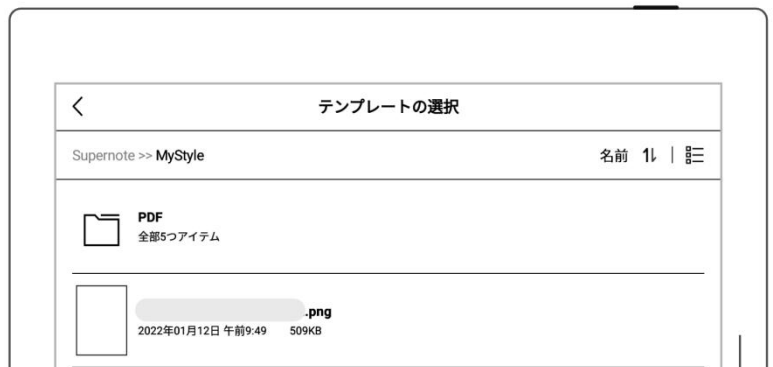 テンプレートの選択
Supernote >> MyStyle 名前
PDF
全部5つアイテム
.png
2022年01月12日 午前9:49 509KB